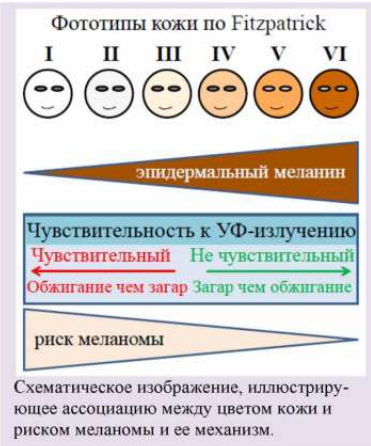 Фототипы кожи по Fitzpatrick
I II III IV V VI
эпидермальный меланин
Чувствительность к УФ-излучению
Чувствительный Не чувствительный
Обжигание чем загар Загар чем обжигание
риск меланомы
Схематическое изображение, иллюстрирую-
ющее ассоциацию между цветом кожи и
риском меланомы и ее механизм.